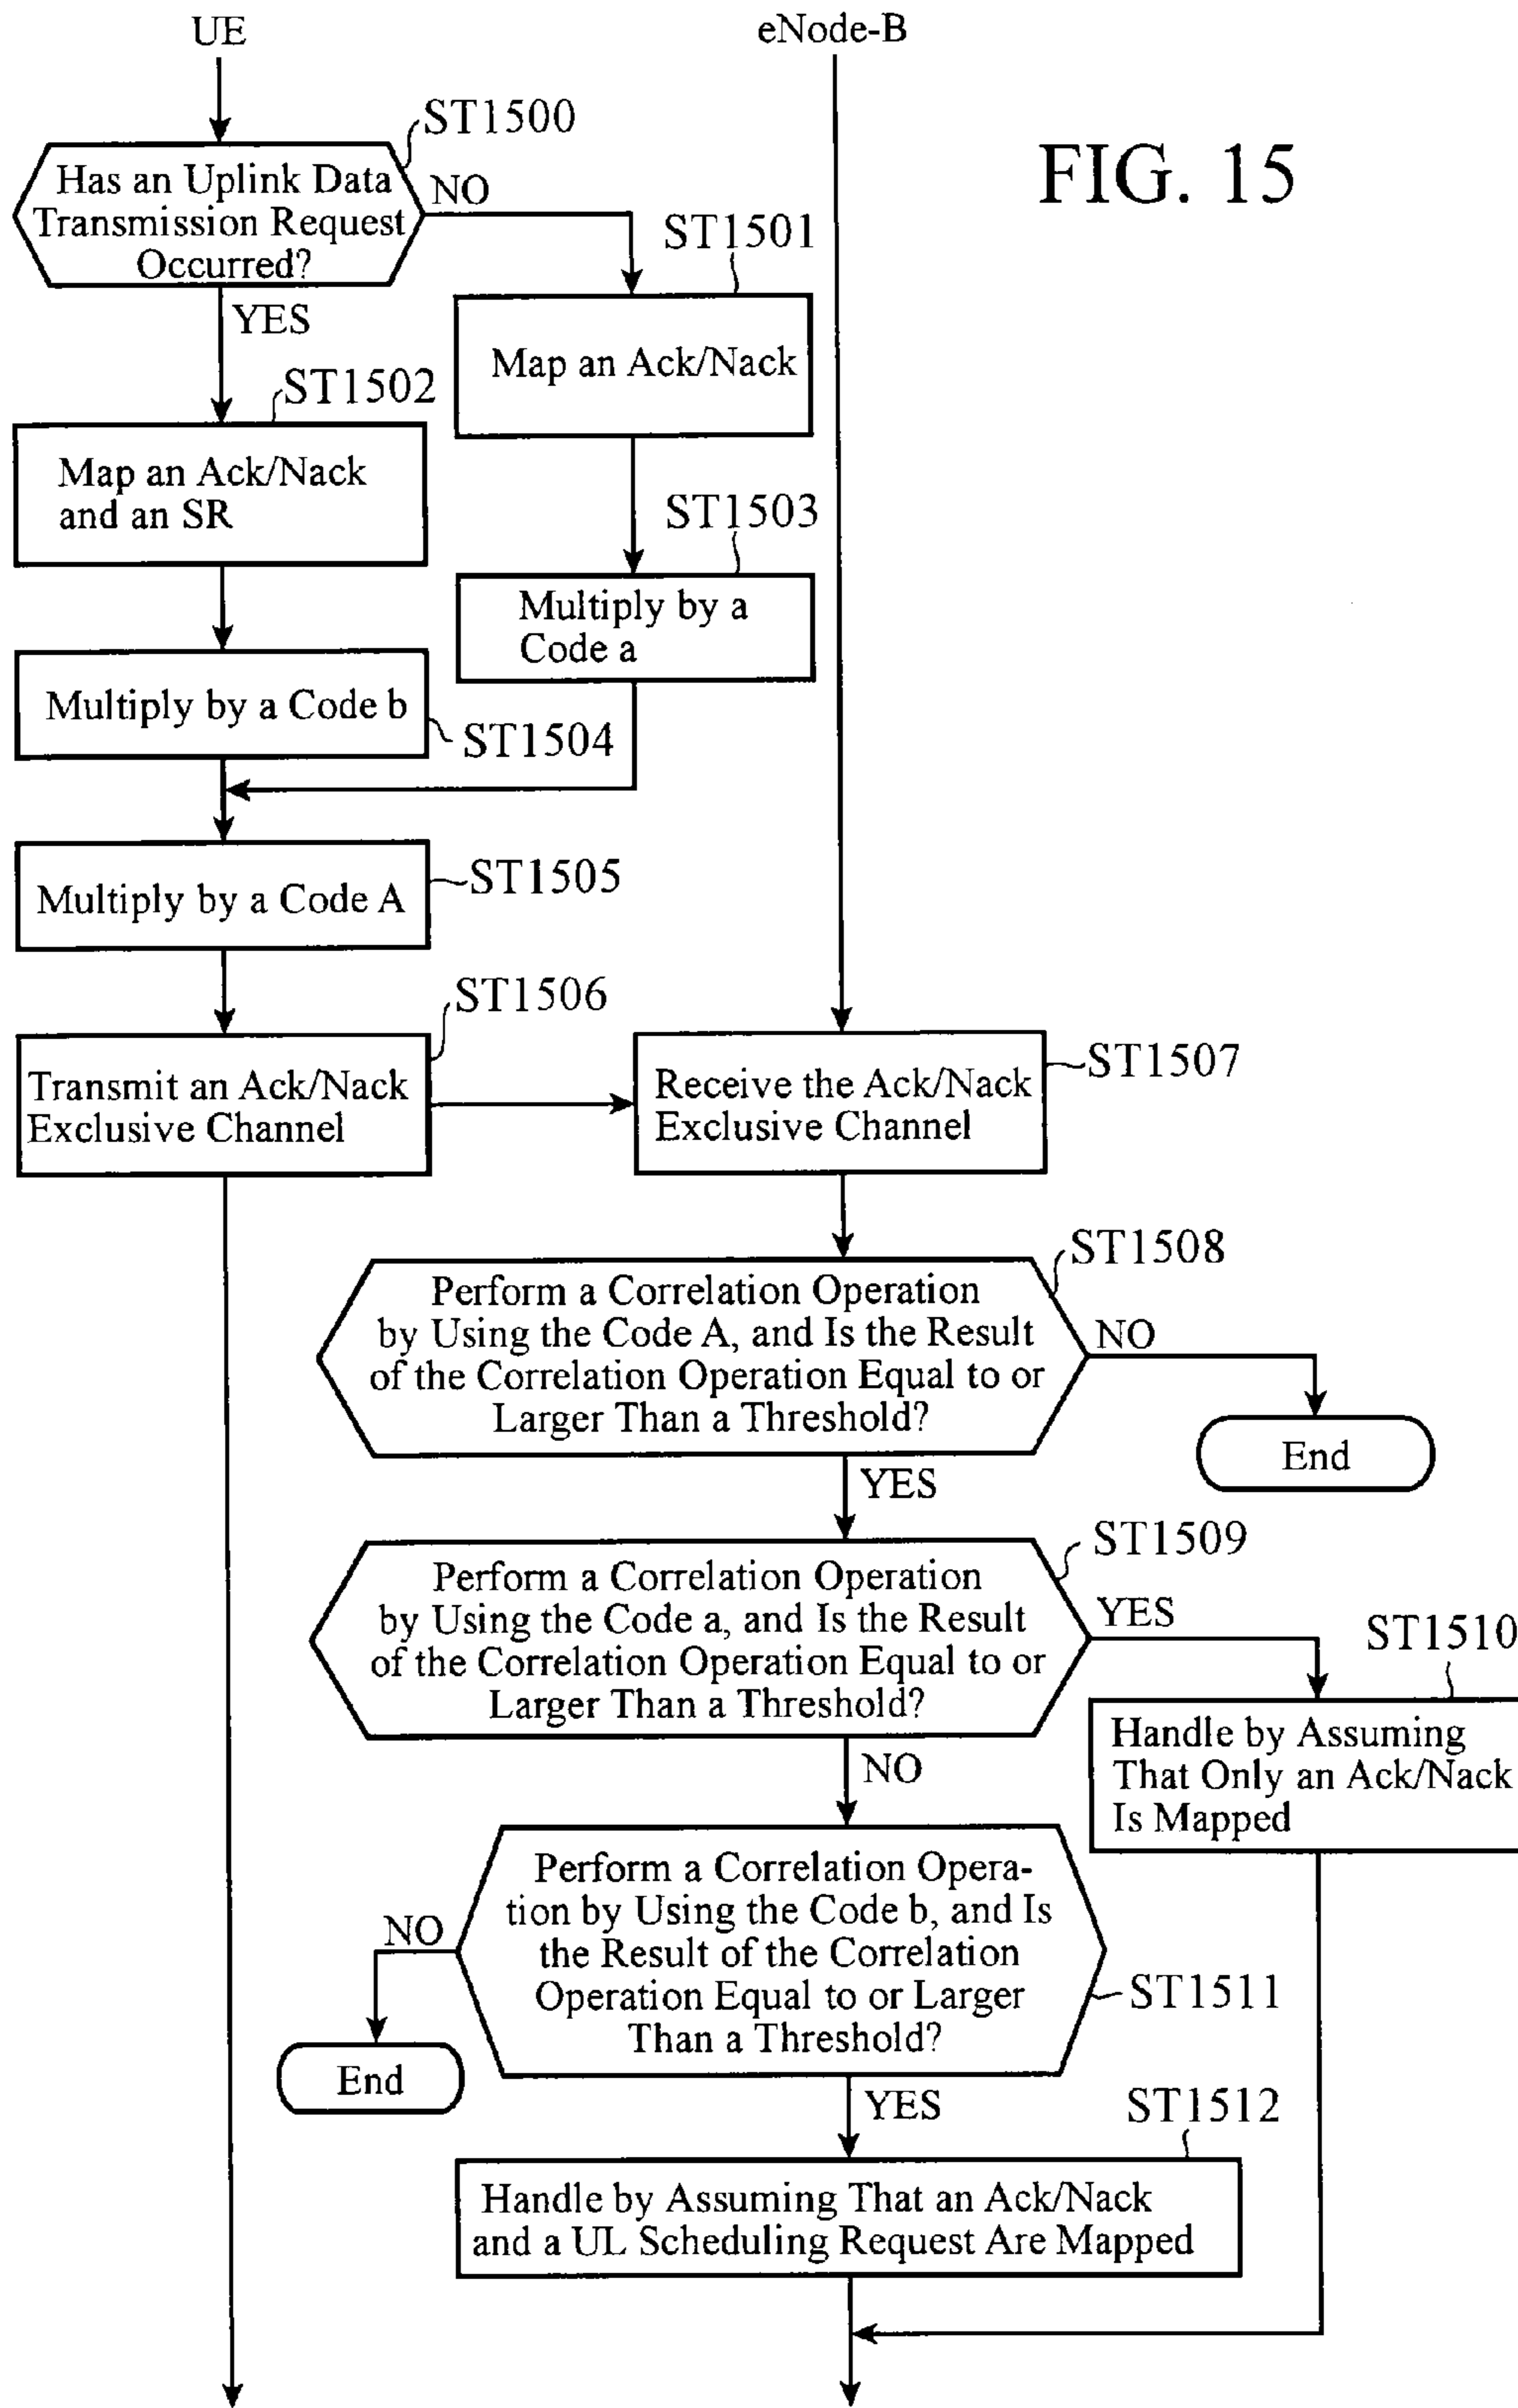 UE
eNode-B
FIG. 15
ST1500
Has an Uplink Data
Transmission Request
Occurred?
NO
YES
ST1501
Map an Ack/Nack
ST1502
Map an Ack/Nack
and an SR
ST1503
Multiply by a
Code a
Multiply by a Code b
ST1504
Multiply by a Code A
ST1505
ST1506
Transmit an Ack/Nack
Exclusive Channel
Receive the Ack/Nack
Exclusive Channel
ST1507
ST1508
Perform a Correlation Operation
by Using the Code A, and Is the Result
of the Correlation Operation Equal to or
Larger Than a Threshold?
NO
End
YES
ST1509
Perform a Correlation Operation
by Using the Code a, and Is the Result
of the Correlation Operation Equal to or
Larger Than a Threshold?
YES
ST1510
Handle by Assuming
That Only an Ack/Nack
Is Mapped
NO
Perform a Correlation Opera-
tion by Using the Code b, and Is
the Result of the Correlation
Operation Equal to or Larger
Than a Threshold?
ST1511
NO
End
YES
ST1512
Handle by Assuming That an Ack/Nack
and a UL Scheduling Request Are Mapped